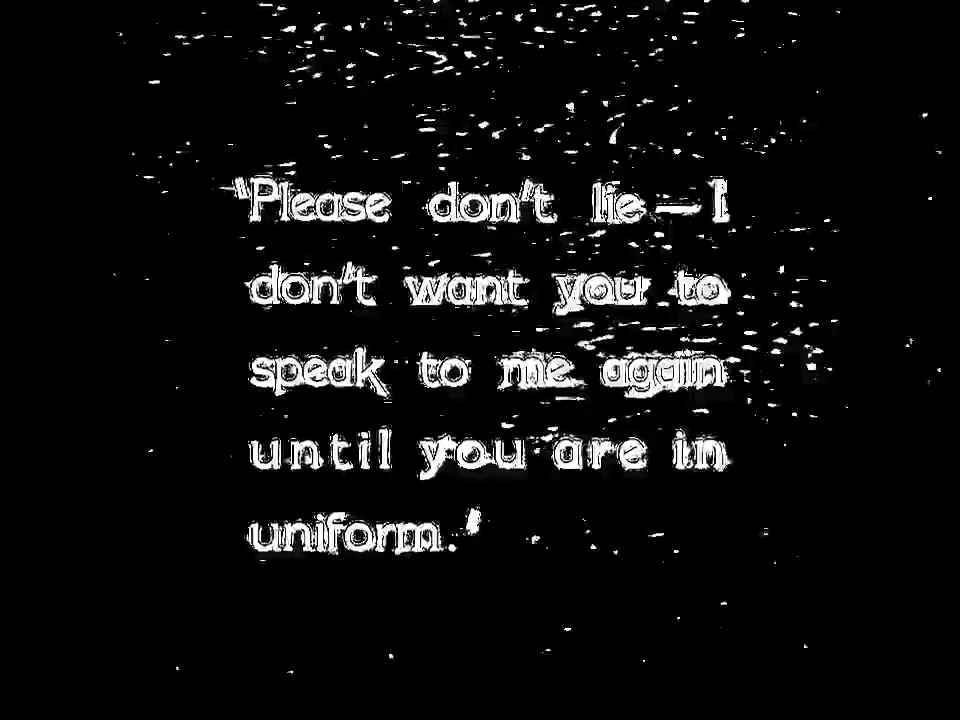 "Please don't lie — I
don't want you to
speak to me again
until you are in
uniform."